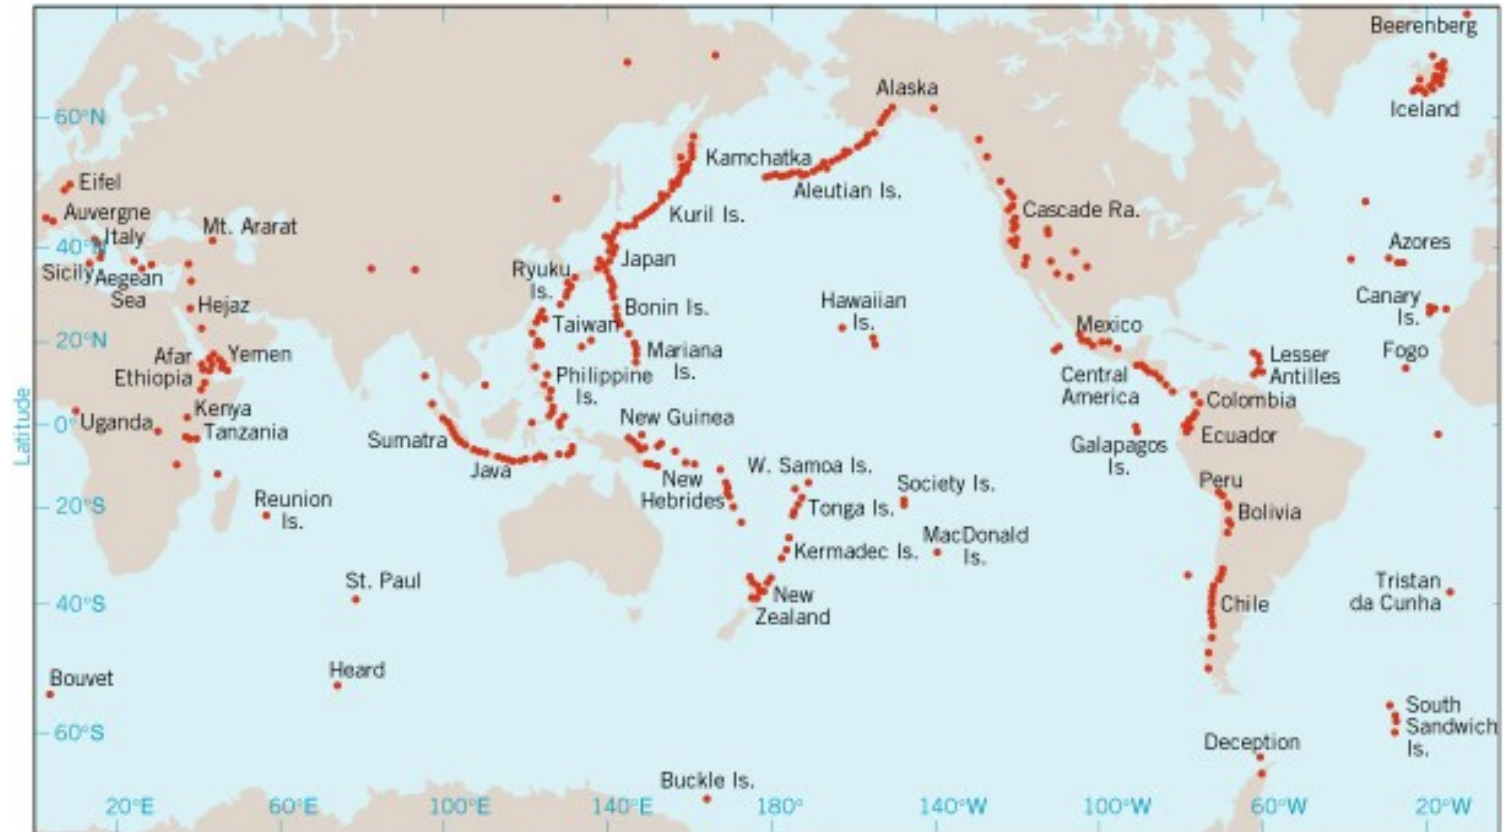 Beerenberg
Alaska
Iceland
60°N
Kamchatka
Eifel
Aleutian Is.
Auvergne
Kuril Is.
Cascade Ra.
Mt. Ararat
Italy
40°N
Azores
Japan
Sicily
Aegean
Sea
Ryuku
Is.
Hejaz
Bonin Is.
Hawaiian
Is.
Canary
Is.
Taiwan
Mexico
20°N
Mariana
Is.
Fogo
Afar
Yemen
Ethiopia
Lesser
Antilles
Philippine
Is.
Central
America
Kenya
Colombia
Uganda
New Guinea
0°
Tanzania
Sumatra
Ecuador
Galapagos
Is.
Latitude
Java
W. Samoa Is.
Peru
New
Hebrides
Society Is.
Reunion
Is.
20°S
Tonga Is.
Bolivia
MacDonald
Is.
Kermadec Is.
St. Paul
Tristan
da Cunha
New
Zealand
40°S
Chile
Heard
Bouvet
South
Sandwich
Is.
60°S
Deception
Buckle Is.
20°E
60°E
100°E
140°E
180°
140°W
100°W
60°W
20°W